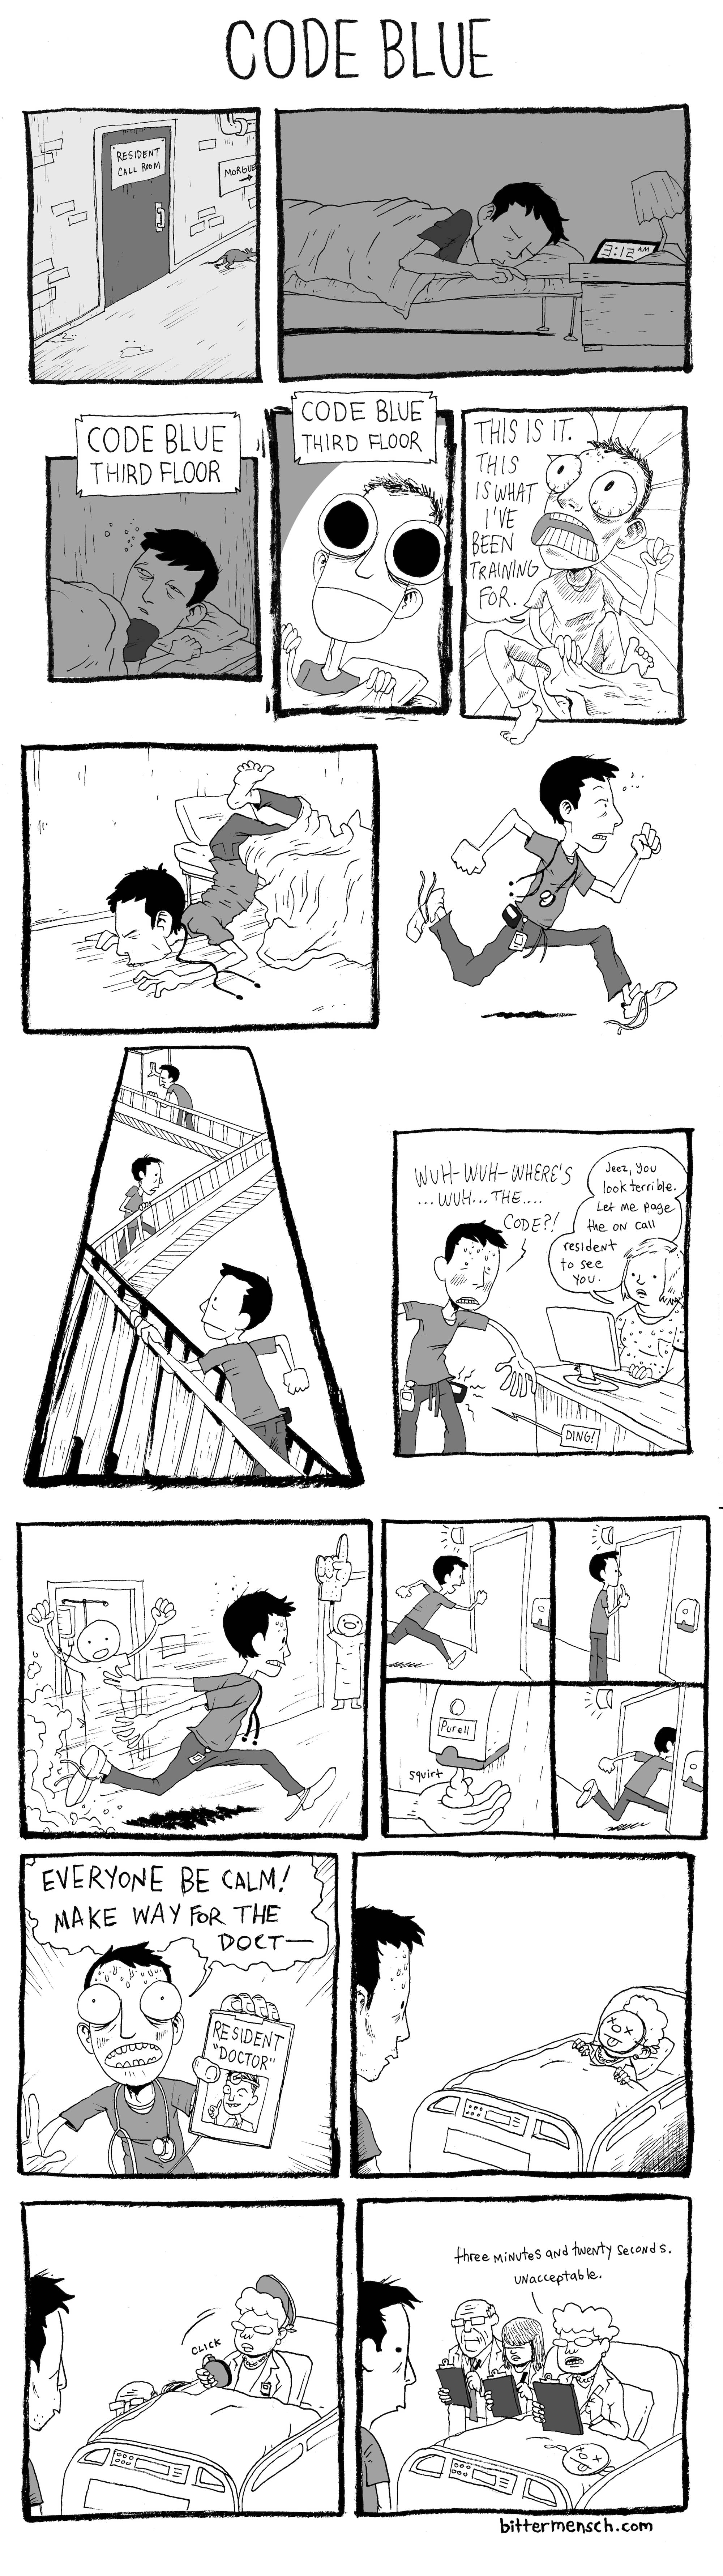 CODE BLUE
RESIDENT
CALL ROOM
MORGUE
3:12 AM
CODE BLUE
THIRD FLOOR
CODE BLUE
THIRD FLOOR
THIS IS IT.
THIS
IS WHAT
I'VE
BEEN
TRAINING
FOR.
WUH-WUH-WHERE'S
...WUH...THE....
CODE?!
Jeez, you
look terrible.
Let me page
the on call
resident
to see
you.
DING!
Purell
squirt
EVERYONE BE CALM!
MAKE WAY FOR THE
DOCT—
RESIDENT
"DOCTOR"
CLICK
three minutes and twenty seconds.
unacceptable.
bittermensch.com